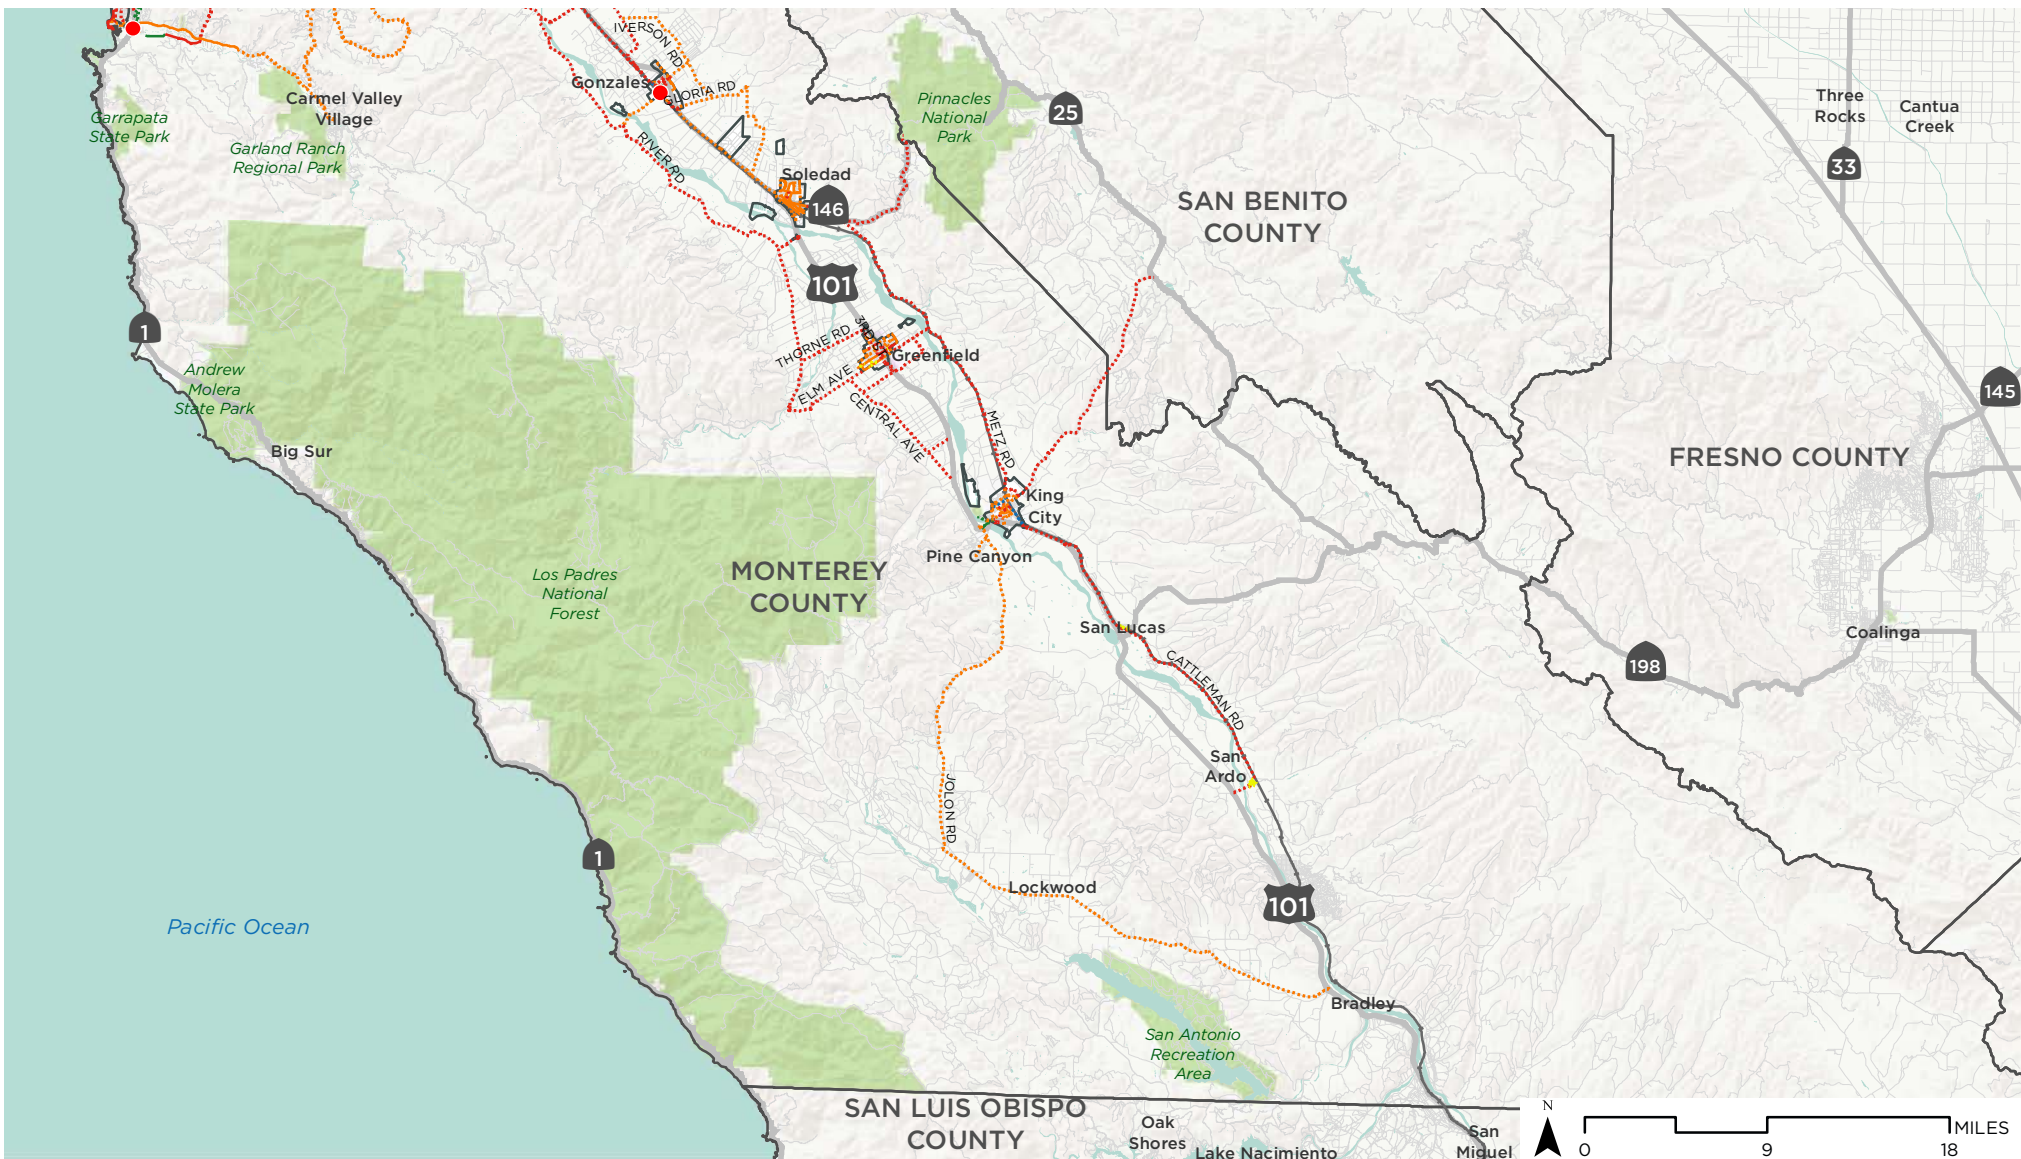 IVERSON RD
Gonzales
GLORIA RD
Carmel Valley
Village
Garrapata
State Park
Garland Ranch
Regional Park
RIVER RD
Soledad
146
Pinnacles
National
Park
25
Three
Rocks
Cantua
Creek
33
SAN BENITO
COUNTY
101
1
THORNE RD
3RD ST
Greenfield
ELM AVE
CENTRAL AVE
METZ RD
Andrew
Molera
State Park
Big Sur
145
FRESNO COUNTY
King
City
Pine Canyon
MONTEREY
COUNTY
Los Padres
National
Forest
San Lucas
CATTLEMAN RD
Coalinga
198
San
Ardo
JOLON RD
1
Lockwood
101
Pacific Ocean
Bradley
San Antonio
Recreation
Area
SAN LUIS OBISPO
COUNTY
Oak
Shores
Lake Nacimiento
San
Miguel
N
0
9
18
MILES